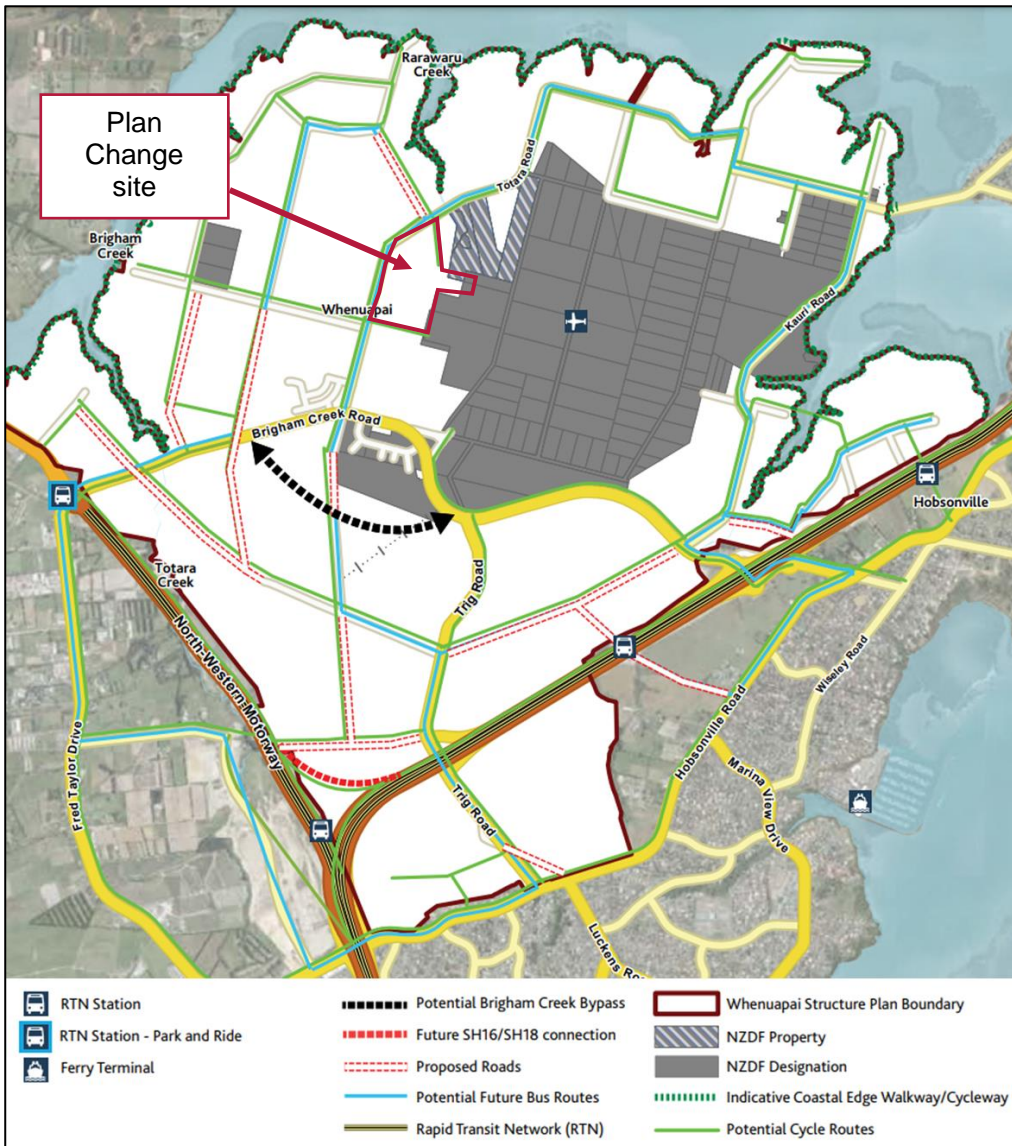 Rarawaru
Creek
Plan
Change
site
Totara Road
Brigham
Creek
Whenuapai
Kauri Road
Brigham Creek Road
Hobsonville
Totara
Creek
Trig Road
North-Western-Motorway
Wiseley Road
Hobsonville Road
Fred Taylor Drive
Marina View Drive
Trig Road
Luckens Ro
RTN Station
RTN Station - Park and Ride
Ferry Terminal
Potential Brigham Creek Bypass
Future SH16/SH18 connection
Proposed Roads
Potential Future Bus Routes
Rapid Transit Network (RTN)
Whenuapai Structure Plan Boundary
NZDF Property
NZDF Designation
Indicative Coastal Edge Walkway/Cycleway
Potential Cycle Routes